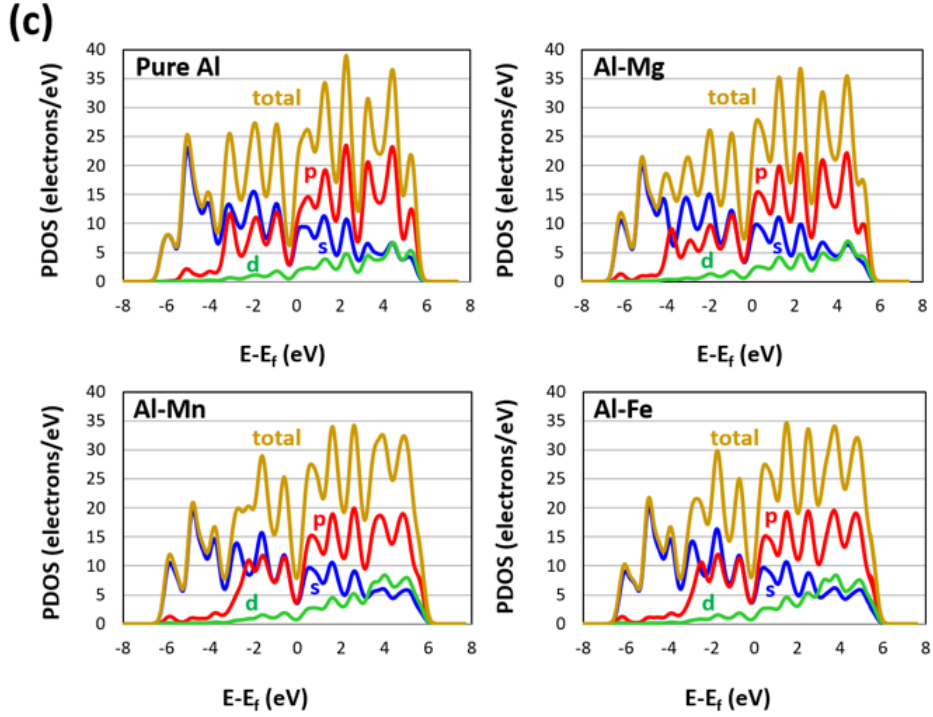 (c)
Pure Al
total
p
s
d
PDOS (electrons/eV)
40
35
30
25
20
15
10
5
0
-8 -6 -4 -2 0 2 4 6 8
E-Ef (eV)
Al-Mg
total
p
s
d
PDOS (electrons/eV)
40
35
30
25
20
15
10
5
0
-8 -6 -4 -2 0 2 4 6 8
E-Ef (eV)
Al-Mn
total
p
s
d
PDOS (electrons/eV)
40
35
30
25
20
15
10
5
0
-8 -6 -4 -2 0 2 4 6 8
E-Ef (eV)
Al-Fe
total
p
s
d
PDOS (electrons/eV)
40
35
30
25
20
15
10
5
0
-8 -6 -4 -2 0 2 4 6 8
E-Ef (eV)